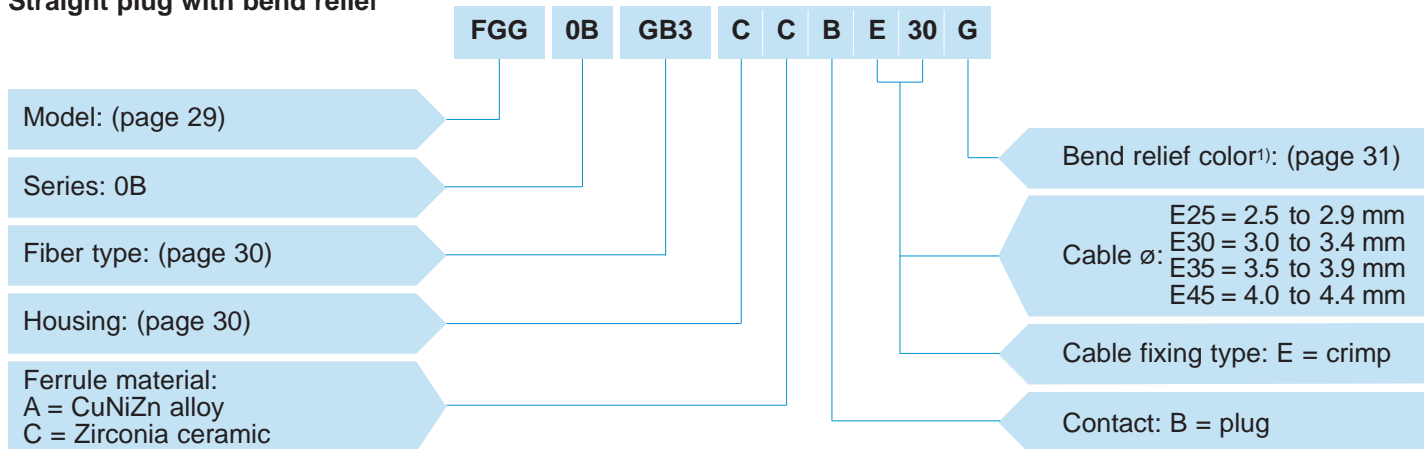 Straight plug with bend relief
FGG 0B GB3 C C B E 30 G
Model: (page 29)
Series: 0B
Fiber type: (page 30)
Housing: (page 30)
Ferrule material:
A = CuNiZn alloy
C = Zirconia ceramic
Bend relief color1): (page 31)
Cable ø:
E25 = 2.5 to 2.9 mm
E30 = 3.0 to 3.4 mm
E35 = 3.5 to 3.9 mm
E45 = 4.0 to 4.4 mm
Cable fixing type: E = crimp
Contact: B = plug